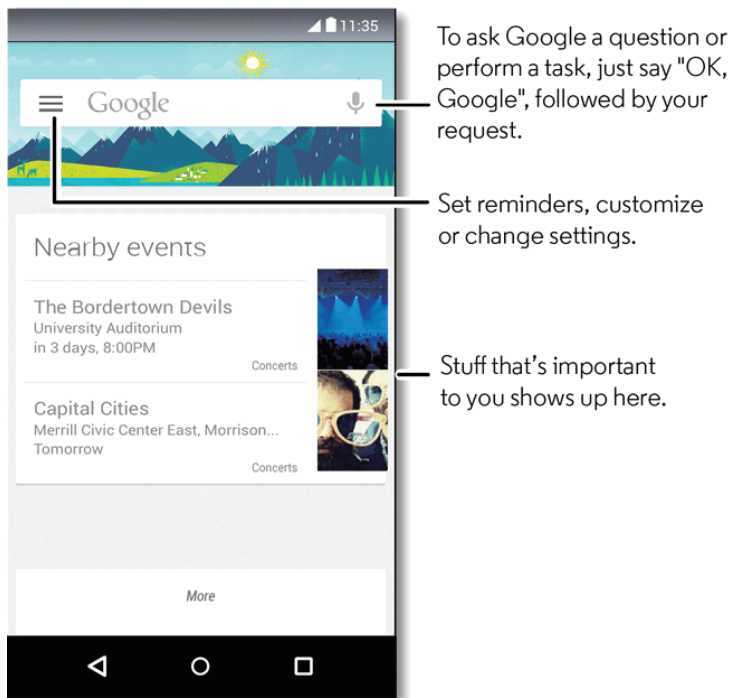 11:35
Google
To ask Google a question or
perform a task, just say "OK,
Google", followed by your
request.
Set reminders, customize
or change settings.
Nearby events
The Bordertown Devils
University Auditorium
in 3 days, 8:00PM
Concerts
Stuff that's important
to you shows up here.
Capital Cities
Merrill Civic Center East, Morrison...
Tomorrow
Concerts
More